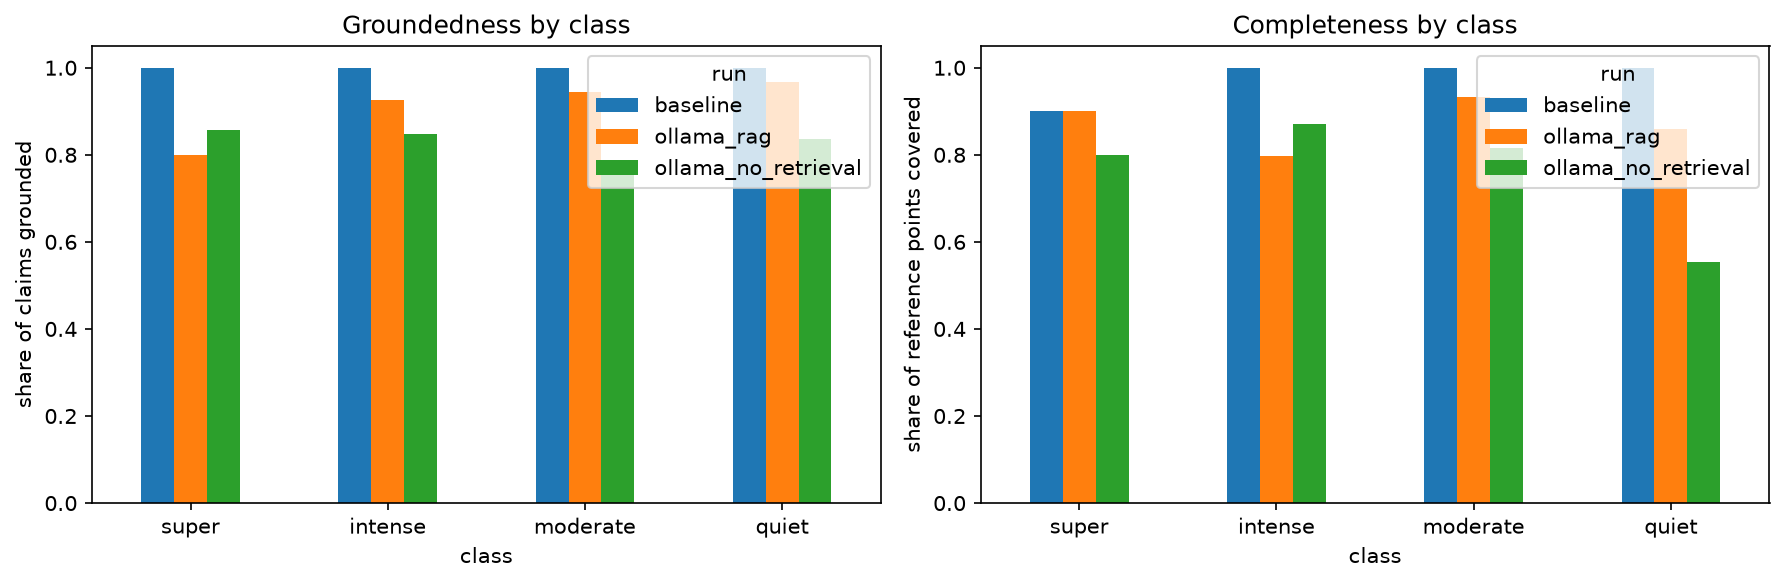 Groundedness by class
share of claims grounded
1.0
0.8
0.6
0.4
0.2
0.0
run
baseline
ollama_rag
ollama_no_retrieval
super intense moderate quiet
class
Completeness by class
share of reference points covered
1.0
0.8
0.6
0.4
0.2
0.0
run
baseline
ollama_rag
ollama_no_retrieval
super intense moderate quiet
class